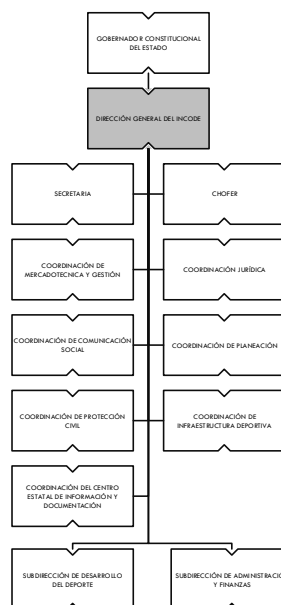 GOBERNADOR CONSTITUCIONAL
DEL ESTADO
DIRECCIÓN GENERAL DEL INCODE
SECRETARIA
CHOFER
COORDINACIÓN DE
MERCADOTECNICA Y GESTIÓN
COORDINACIÓN JURÍDICA
COORDINACIÓN DE COMUNICACIÓN
SOCIAL
COORDINACIÓN DE PLANEACIÓN
COORDINACIÓN DE PROTECCIÓN
CIVIL
COORDINACIÓN DE
INFRAESTRUCTURA DEPORTIVA
COORDINACIÓN DEL CENTRO
ESTATAL DE INFORMACIÓN Y
DOCUMENTACIÓN
SUBDIRECCIÓN DE DESARROLLO
DEL DEPORTE
SUBDIRECCIÓN DE ADMINISTRACIÓ
Y FINANZAS